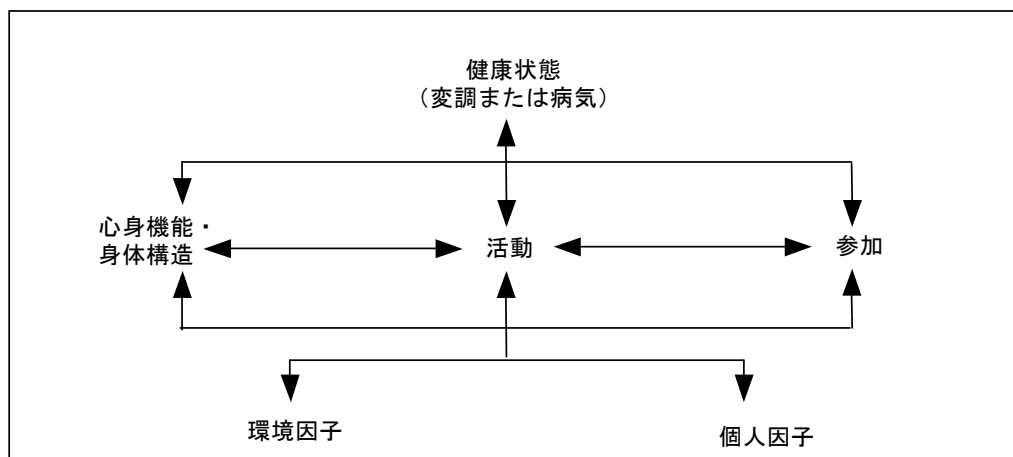 健康状態
（変調または病気）
心身機能・
身体構造
活動
参加
環境因子
個人因子